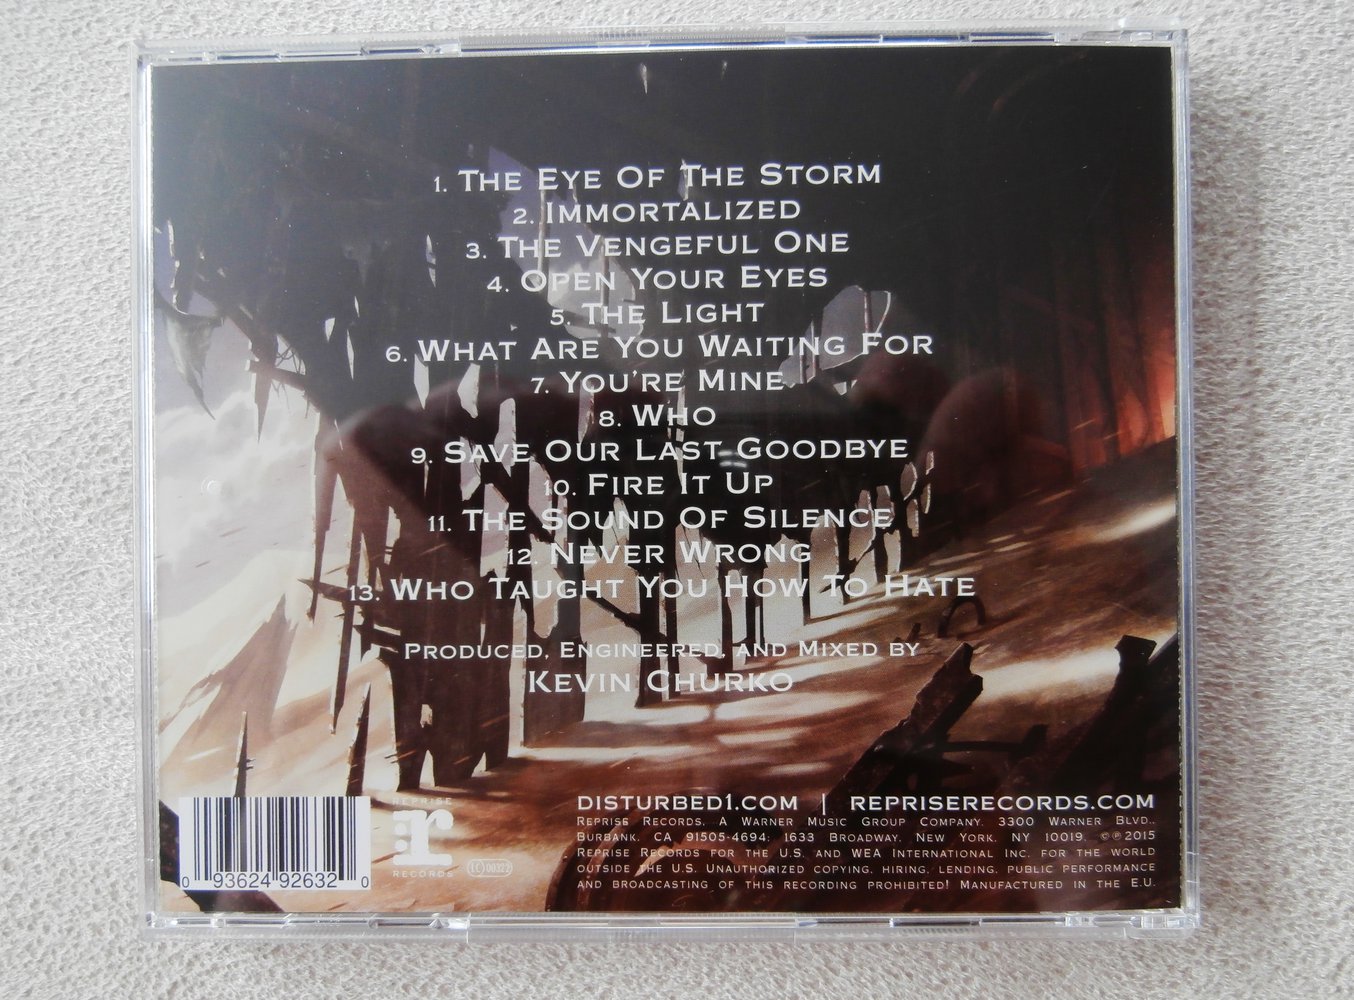 1. The Eye Of The Storm
2. Immortalized
3. The Vengeful One
4. Open Your Eyes
5. The Light
6. What Are You Waiting For
7. You're Mine
8. Who
9. Save Our Last Goodbye
10. Fire It Up
11. The Sound Of Silence
12. Never Wrong
13. Who Taught You How To Hate
Produced, Engineered, and Mixed by
Kevin Churko
DISTURBED1.COM | REPRISERECORDS.COM
Reprise Records, A Warner Music Group Company, 3300 Warner Blvd.,
Burbank, CA 91505-4694; 1633 Broadway, New York, NY 10019. ©℗2015
Reprise Records for the U.S. and WEA International Inc. for the world
outside the U.S. Unauthorized copying, hiring, lending, public performance
and broadcasting of this recording prohibited! Manufactured in the E.U.
REPRISE
r
RECORDS
LC 00322
0 93624 92632 0